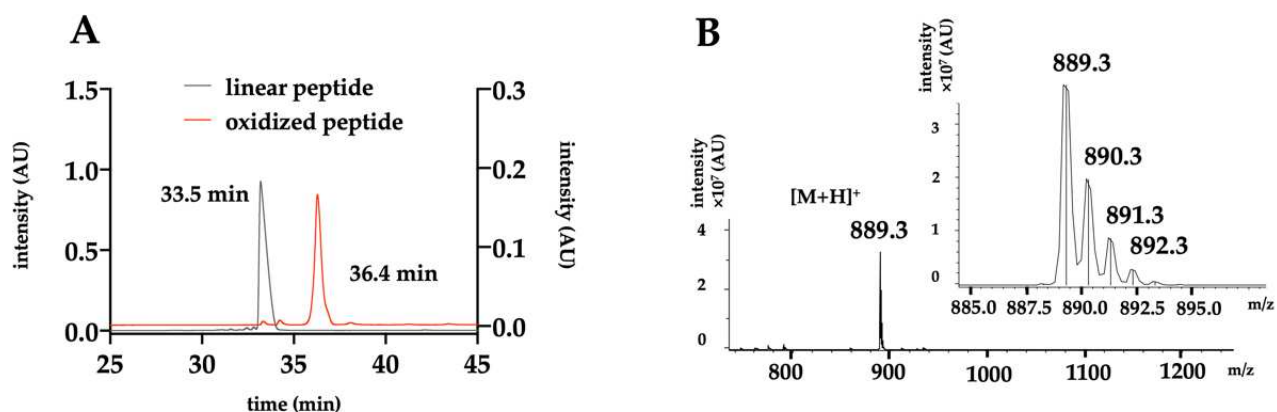 A
intensity (AU)
1.5
1.0
0.5
0.0
linear peptide
oxidized peptide
33.5 min
36.4 min
0.3
0.2
0.1
0.0
intensity (AU)
25 30 35 40 45
time (min)
B
intensity
×10⁷ (AU)
4
2
0
[M+H]⁺
889.3
800 900 1000 1100 1200 m/z
intensity
×10⁷ (AU)
3
2
1
0
889.3
890.3
891.3
892.3
885.0 887.5 890.0 892.5 895.0 m/z